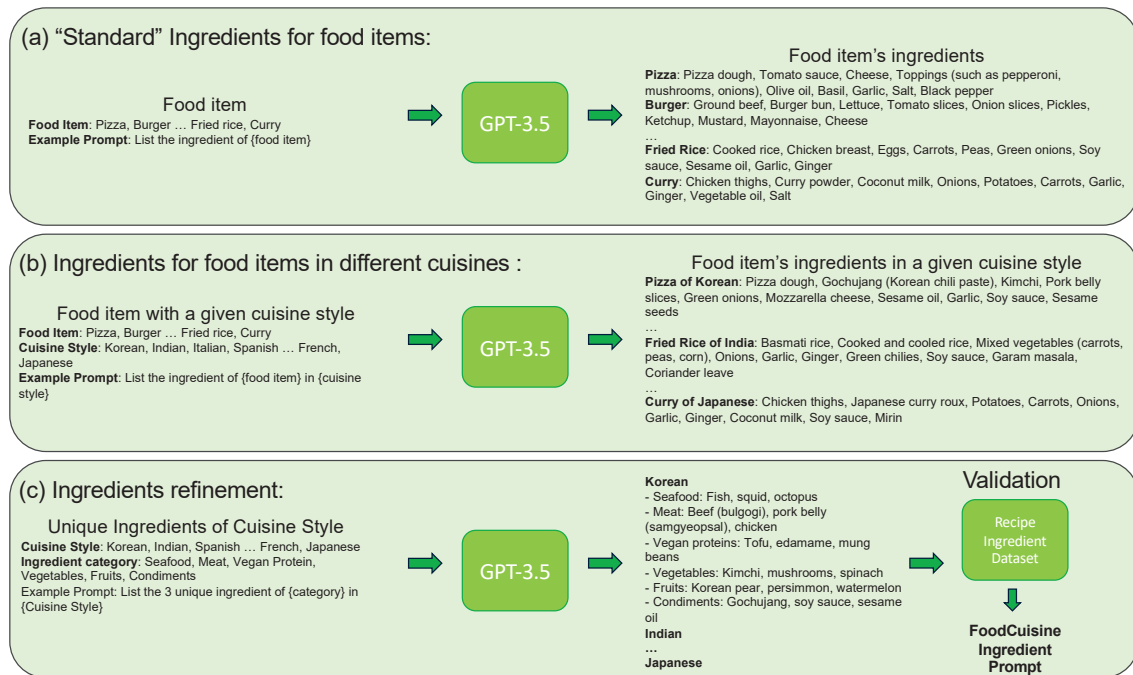 (a) “Standard” Ingredients for food items:
Food item
Food Item: Pizza, Burger … Fried rice, Curry
Example Prompt: List the ingredient of {food item}
GPT-3.5
Food item’s ingredients
Pizza: Pizza dough, Tomato sauce, Cheese, Toppings (such as pepperoni,
mushrooms, onions), Olive oil, Basil, Garlic, Salt, Black pepper
Burger: Ground beef, Burger bun, Lettuce, Tomato slices, Onion slices, Pickles,
Ketchup, Mustard, Mayonnaise, Cheese
…
Fried Rice: Cooked rice, Chicken breast, Eggs, Carrots, Peas, Green onions, Soy
sauce, Sesame oil, Garlic, Ginger
Curry: Chicken thighs, Curry powder, Coconut milk, Onions, Potatoes, Carrots, Garlic,
Ginger, Vegetable oil, Salt
(b) Ingredients for food items in different cuisines :
Food item with a given cuisine style
Food Item: Pizza, Burger … Fried rice, Curry
Cuisine Style: Korean, Indian, Italian, Spanish … French,
Japanese
Example Prompt: List the ingredient of {food item} in {cuisine
style}
GPT-3.5
Food item’s ingredients in a given cuisine style
Pizza of Korean: Pizza dough, Gochujang (Korean chili paste), Kimchi, Pork belly
slices, Green onions, Mozzarella cheese, Sesame oil, Garlic, Soy sauce, Sesame
seeds
…
Fried Rice of India: Basmati rice, Cooked and cooled rice, Mixed vegetables (carrots,
peas, corn), Onions, Garlic, Ginger, Green chilies, Soy sauce, Garam masala,
Coriander leave
…
Curry of Japanese: Chicken thighs, Japanese curry roux, Potatoes, Carrots, Onions,
Garlic, Ginger, Coconut milk, Soy sauce, Mirin
(c) Ingredients refinement:
Unique Ingredients of Cuisine Style
Cuisine Style: Korean, Indian, Spanish … French, Japanese
Ingredient category: Seafood, Meat, Vegan Protein,
Vegetables, Fruits, Condiments
Example Prompt: List the 3 unique ingredient of {category} in
{Cuisine Style}
GPT-3.5
Korean
- Seafood: Fish, squid, octopus
- Meat: Beef (bulgogi), pork belly
(samgyeopsal), chicken
- Vegan proteins: Tofu, edamame, mung
beans
- Vegetables: Kimchi, mushrooms, spinach
- Fruits: Korean pear, persimmon, watermelon
- Condiments: Gochujang, soy sauce, sesame
oil
Indian
…
Japanese
Validation
Recipe
Ingredient
Dataset
FoodCuisine
Ingredient
Prompt